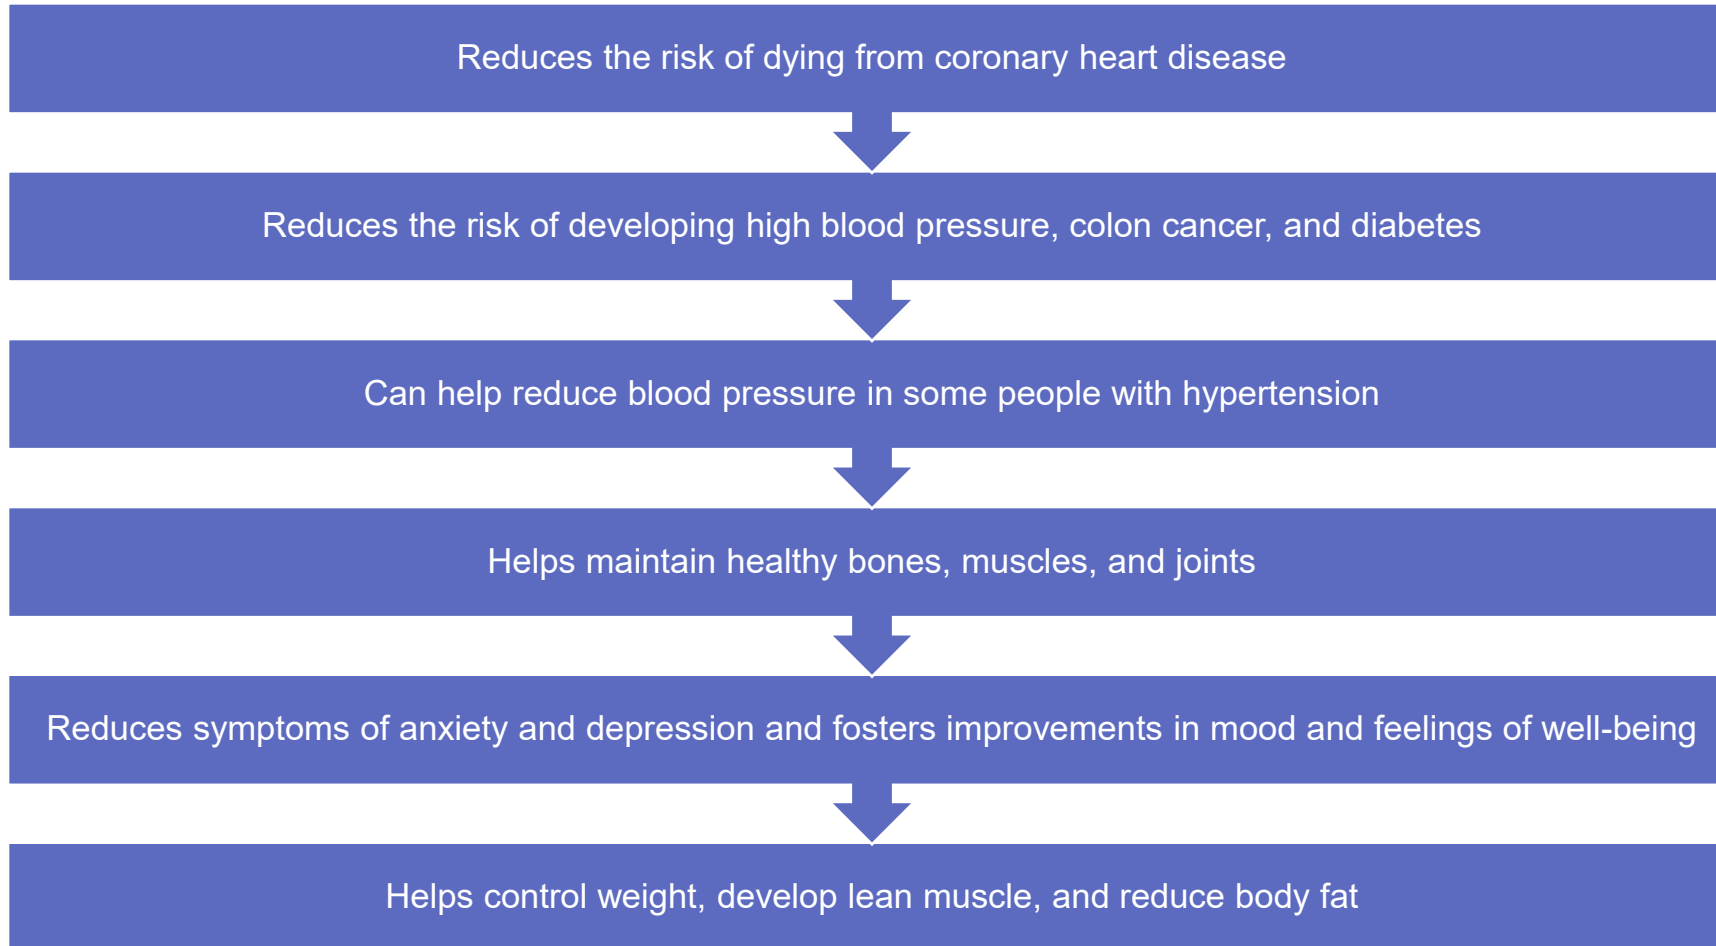 Reduces the risk of dying from coronary heart disease
Reduces the risk of developing high blood pressure, colon cancer, and diabetes
Can help reduce blood pressure in some people with hypertension
Helps maintain healthy bones, muscles, and joints
Reduces symptoms of anxiety and depression and fosters improvements in mood and feelings of well-being
Helps control weight, develop lean muscle, and reduce body fat